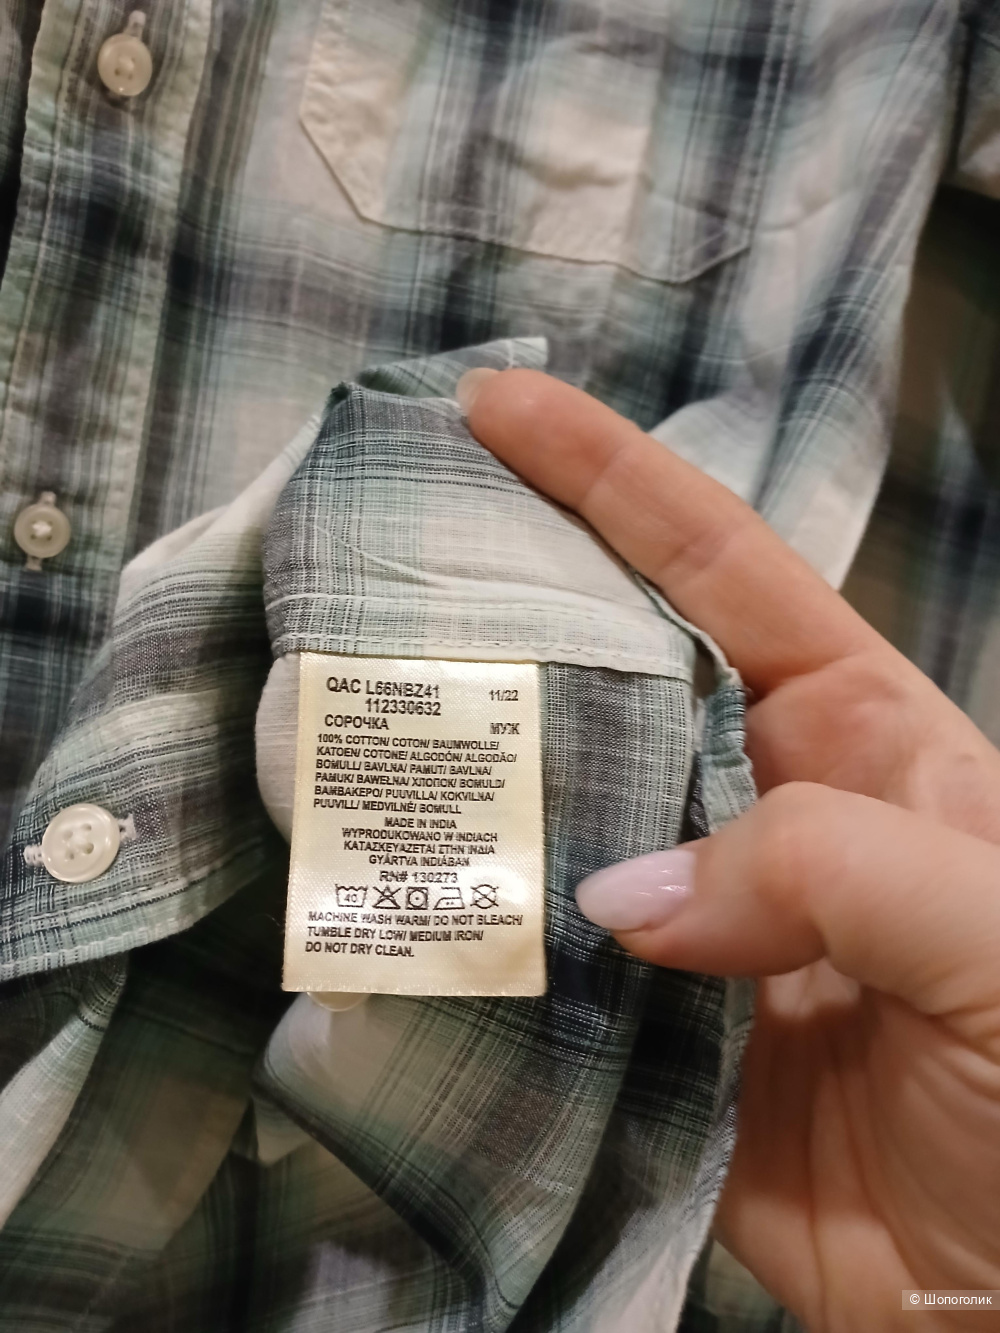 QAC L66NBZ41 11/22
112330632
СОРОЧКА МУЖ
100% COTTON/ COTON/ BAUMWOLLE/
KATOEN/ COTONE/ ALGODÓN/ ALGODÃO/
BOMULL/ BAVLNA/ PAMUT/ BAVLNA/
PAMUK/ BAWEŁNA/ ХЛОПОК/ BOMULD/
BAMBAKEPO/ PUUVILLA/ KOKVILNA/
PUUVILL/ MEDVILNĖ/ BOMULL
MADE IN INDIA
WYPRODUKOWANO W INDIACH
ΚΑΤΑΣΚΕΥΑΖΕΤΑΙ ΣΤΗΝ ΙΝΔΙΑ
GYÁRTVA INDIÁBAN
RN# 130273
40
MACHINE WASH WARM/ DO NOT BLEACH/
TUMBLE DRY LOW/ MEDIUM IRON/
DO NOT DRY CLEAN.
© Шопоголик